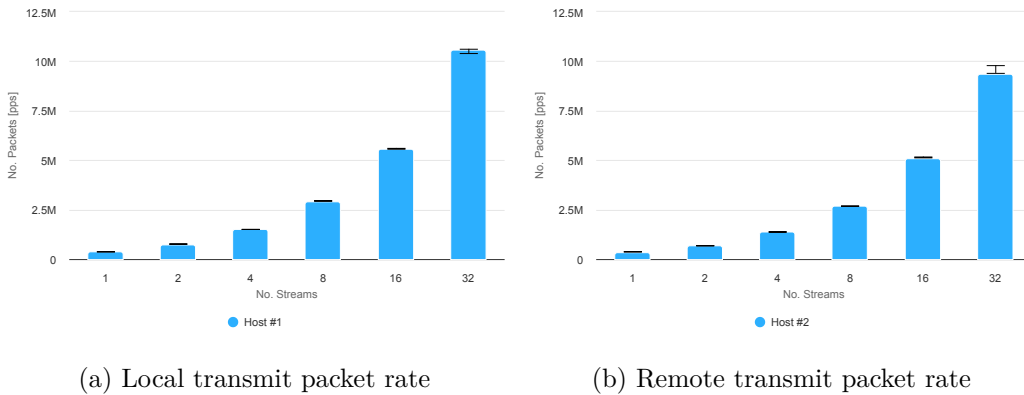 12.5M
10M
7.5M
5M
2.5M
0
No. Packets [pps]
1 2 4 8 16 32
No. Streams
Host #1
(a) Local transmit packet rate
12.5M
10M
7.5M
5M
2.5M
0
No. Packets [pps]
1 2 4 8 16 32
No. Streams
Host #2
(b) Remote transmit packet rate